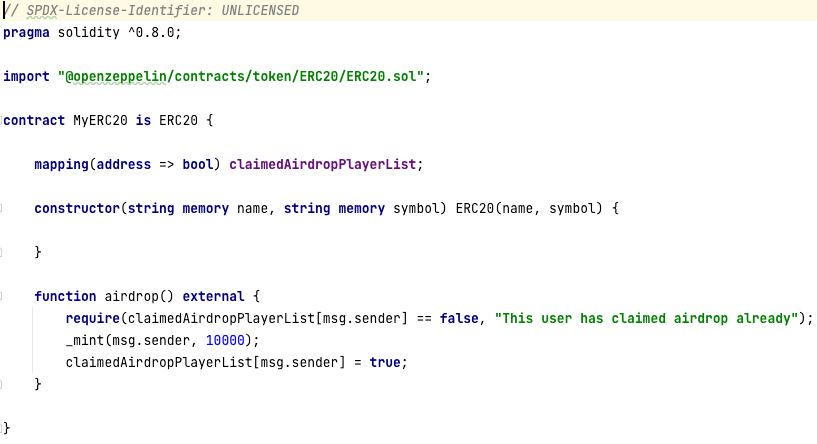 // SPDX-License-Identifier: UNLICENSED
pragma solidity ^0.8.0;
import "@openzeppelin/contracts/token/ERC20/ERC20.sol";
contract MyERC20 is ERC20 {
mapping(address => bool) claimedAirdropPlayerList;
constructor(string memory name, string memory symbol) ERC20(name, symbol) {
}
function airdrop() external {
require(claimedAirdropPlayerList[msg.sender] == false, "This user has claimed airdrop already");
_mint(msg.sender, 10000);
claimedAirdropPlayerList[msg.sender] = true;
}
}